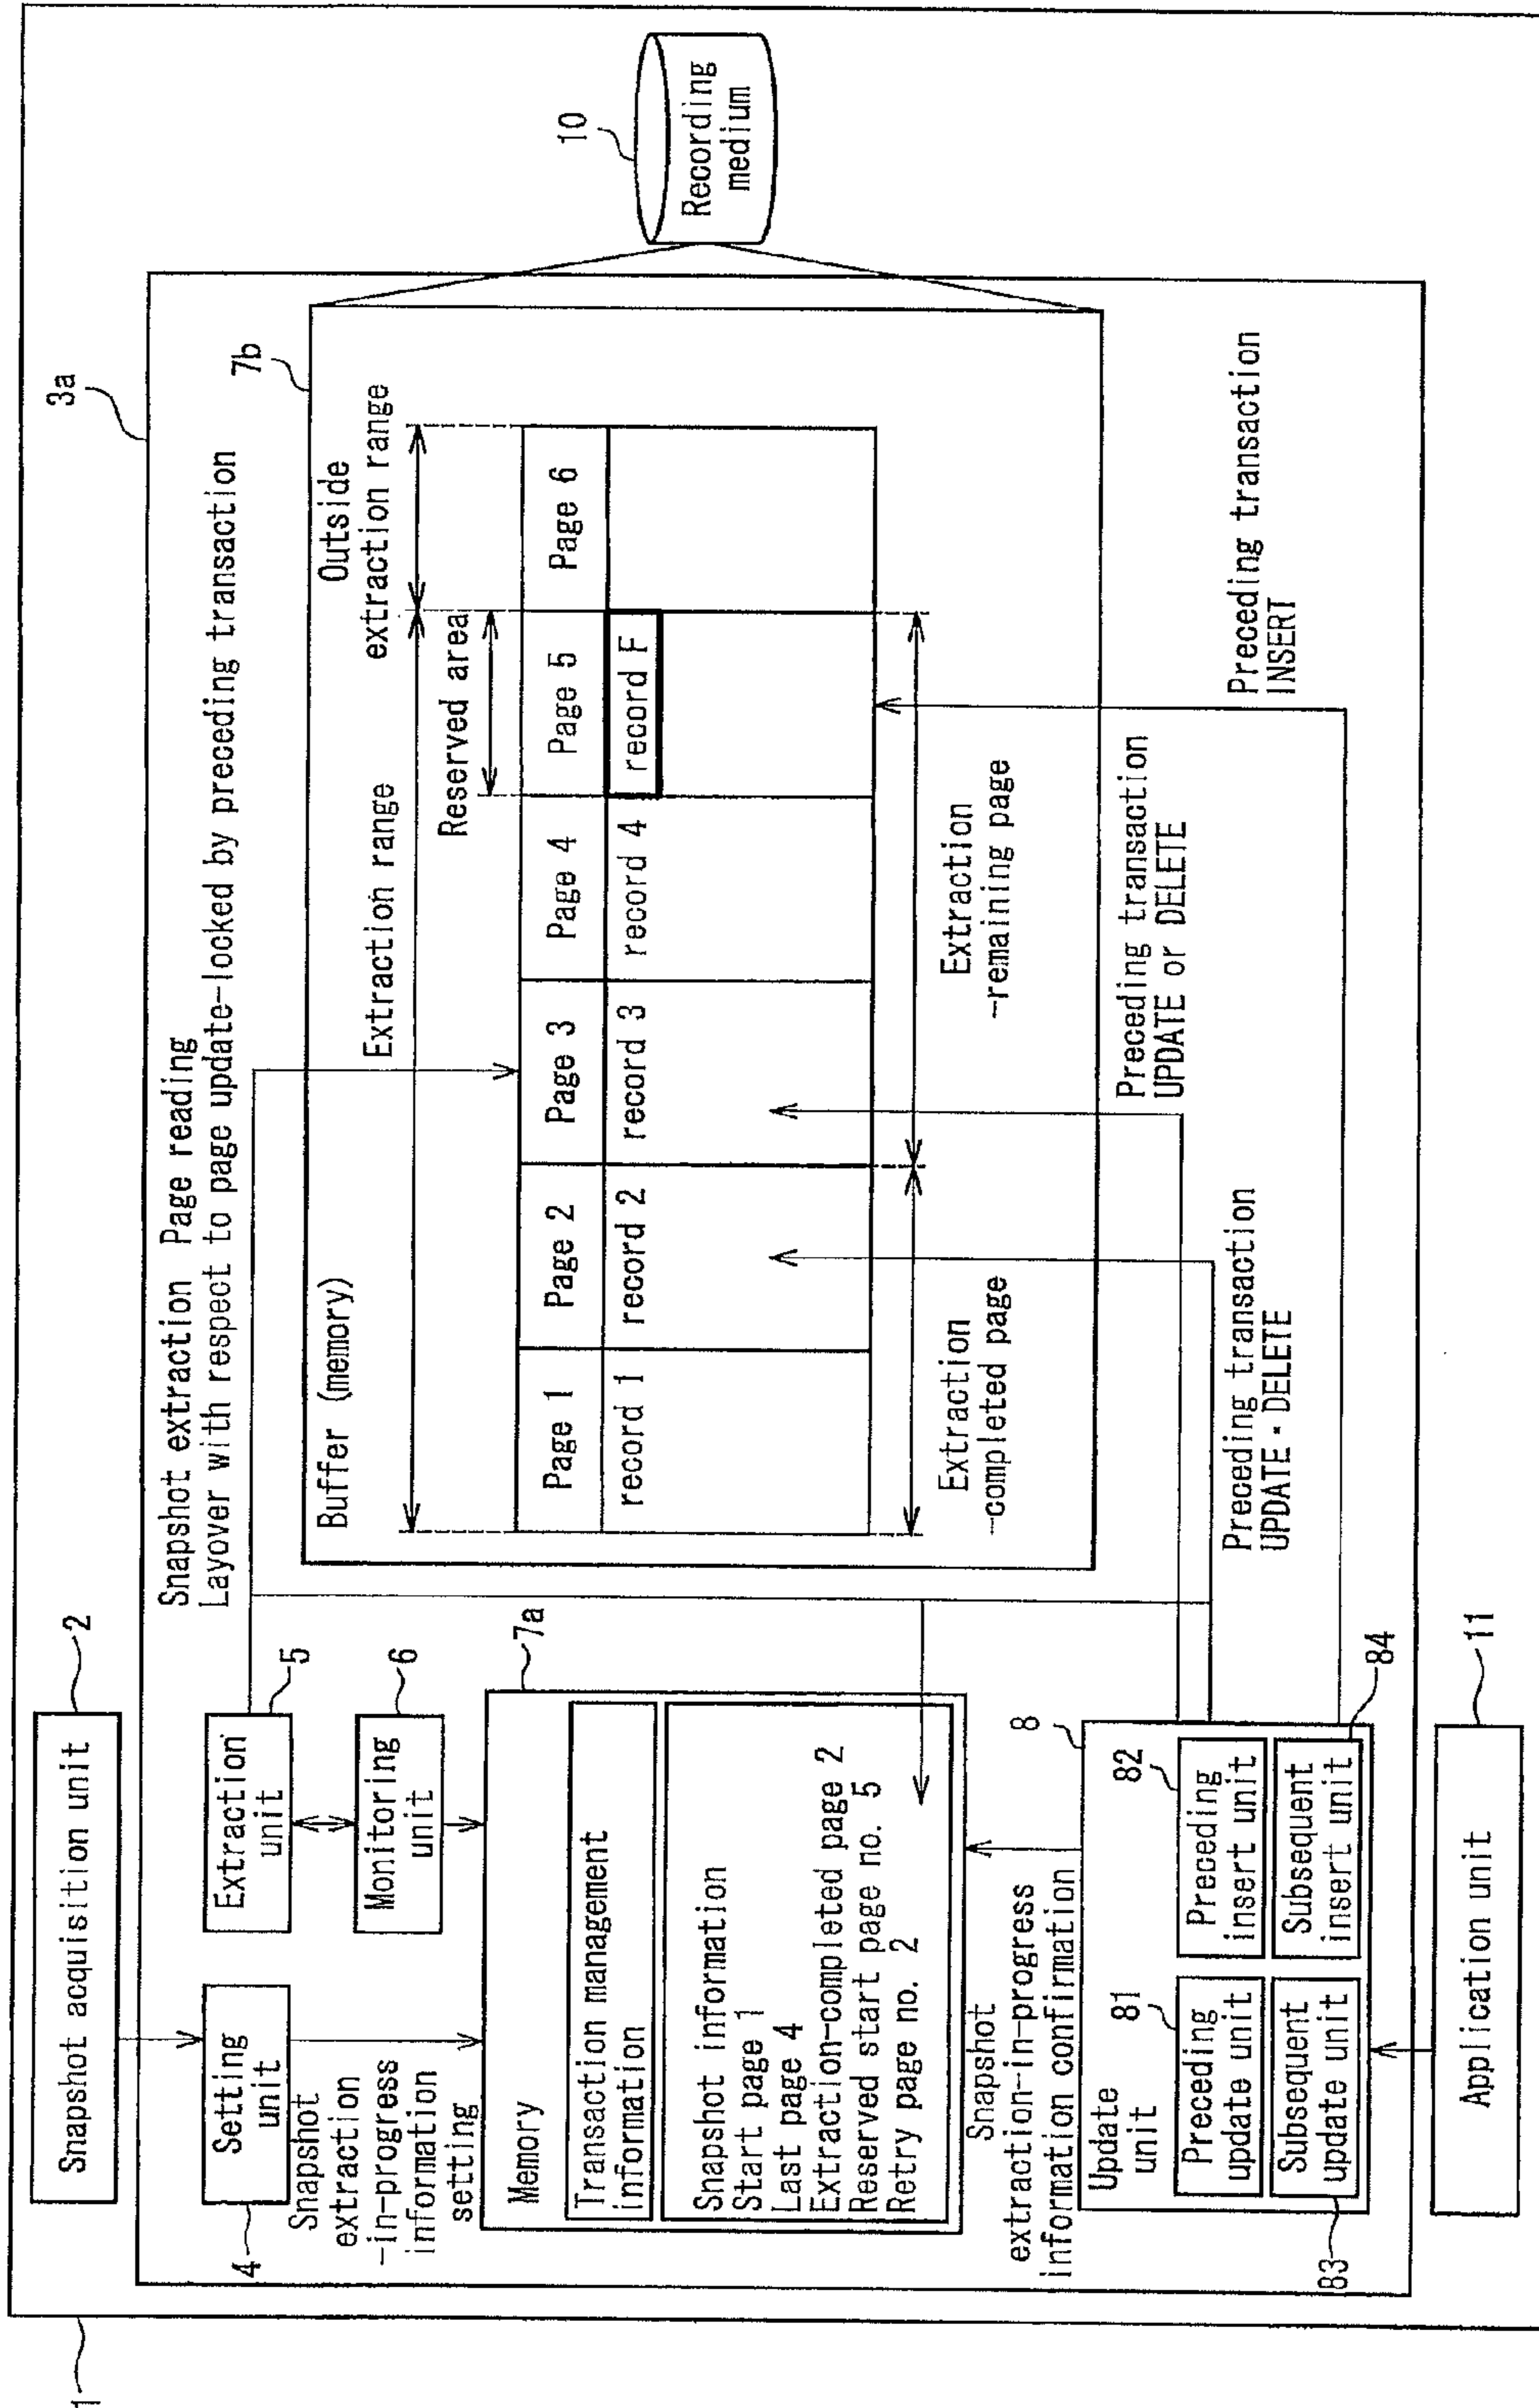 1
Snapshot acquisition unit
2
3a
4
Setting
unit
Extraction
unit
5
Monitoring
unit
6
Snapshot
extraction
-in-progress
information
setting
Snapshot extraction  Page reading
Layover with respect to page update-locked by preceding transaction
7a
Memory
Transaction management
information
Snapshot information
Start page 1
Last page 4
Extraction-completed page 2
Reserved start page no. 5
Retry page no. 2
7b
Buffer (memory)
Extraction range
Outside
extraction range
Reserved area
Page 1
Page 2
Page 3
Page 4
Page 5
Page 6
record 1
record 2
record 3
record 4
record F
Extraction
-completed page
Extraction
-remaining page
10
Recording
medium
Snapshot
extraction-in-progress
information confirmation
8
Update
unit
81
Preceding
update unit
82
Preceding
insert unit
83
Subsequent
update unit
84
Subsequent
insert unit
Preceding transaction
UPDATE・DELETE
Preceding transaction
UPDATE or DELETE
Preceding transaction
INSERT
Application unit
11